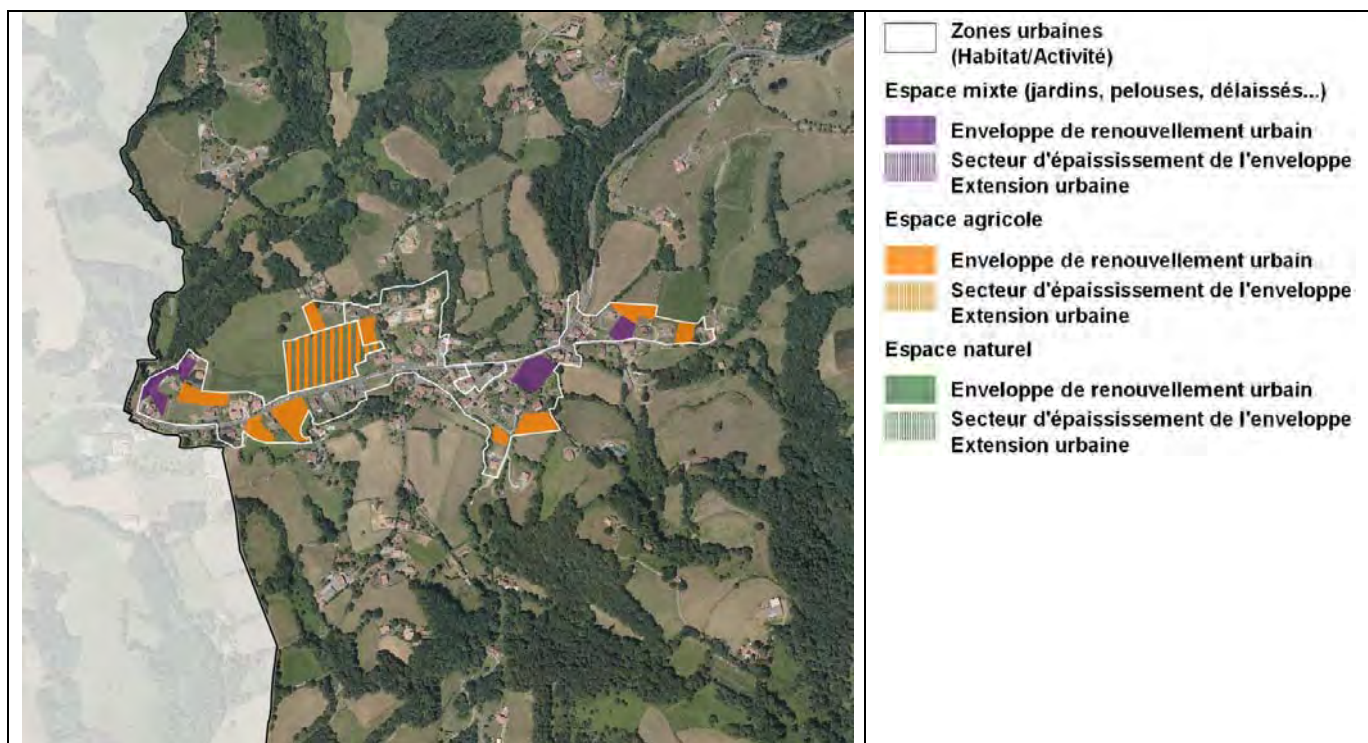 Zones urbaines
(Habitat/Activité)
Espace mixte (jardins, pelouses, délaissés...)
Enveloppe de renouvellement urbain
Secteur d'épaississement de l'enveloppe
Extension urbaine
Espace agricole
Enveloppe de renouvellement urbain
Secteur d'épaississement de l'enveloppe
Extension urbaine
Espace naturel
Enveloppe de renouvellement urbain
Secteur d'épaississement de l'enveloppe
Extension urbaine